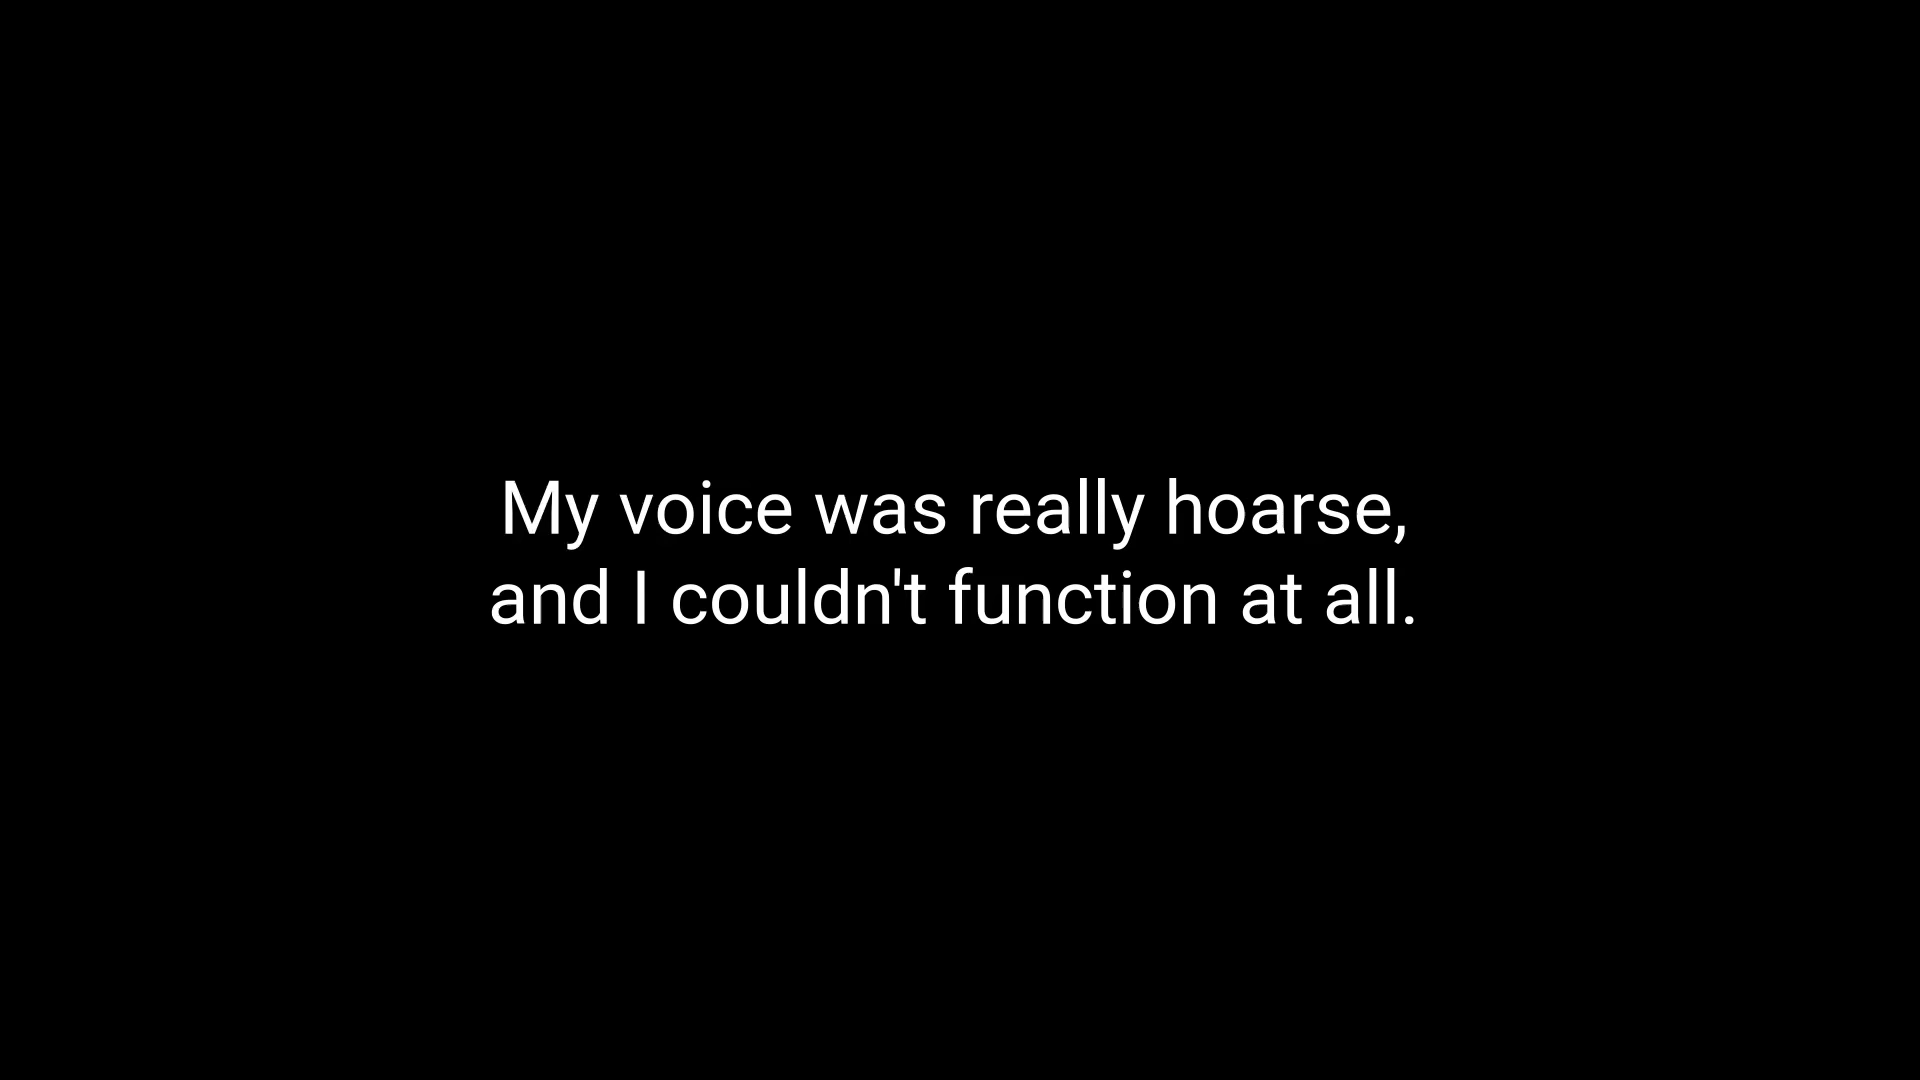 My voice was really hoarse,
and I couldn't function at all.